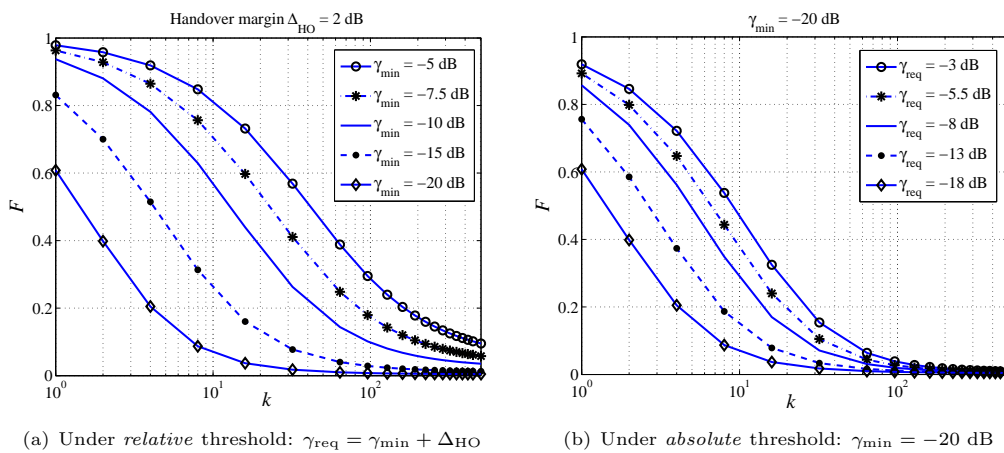 Handover margin Δ_HO = 2 dB
1
0.8
0.6
0.4
0.2
0
F
10^0
10^1
10^2
k
γ_min = −5 dB
γ_min = −7.5 dB
γ_min = −10 dB
γ_min = −15 dB
γ_min = −20 dB
(a) Under relative threshold: γ_req = γ_min + Δ_HO
γ_min = −20 dB
1
0.8
0.6
0.4
0.2
0
F
10^0
10^1
10^2
k
γ_req = −3 dB
γ_req = −5.5 dB
γ_req = −8 dB
γ_req = −13 dB
γ_req = −18 dB
(b) Under absolute threshold: γ_min = −20 dB